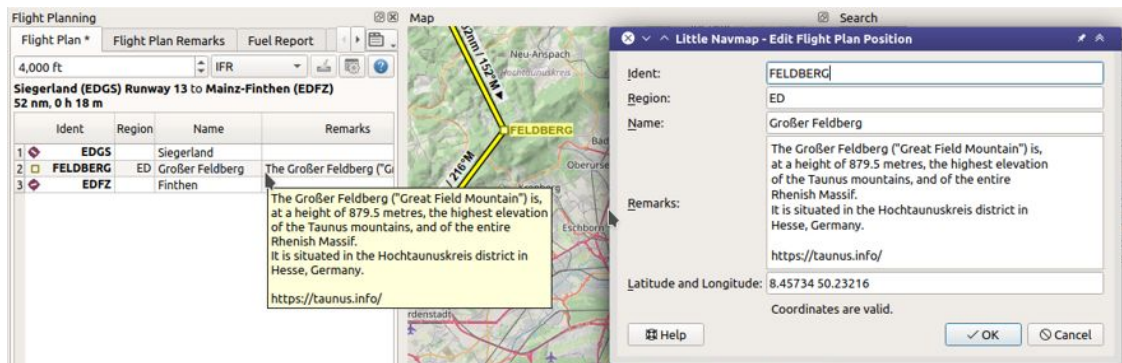 Flight Planning
Flight Plan * Flight Plan Remarks Fuel Report
4,000 ft IFR
Siegerland (EDGS) Runway 13 to Mainz-Finthen (EDFZ)
52 nm, 0 h 18 m
Ident Region Name Remarks
1 EDGS Siegerland
2 FELDBERG ED Großer Feldberg The Großer Feldberg ("G
3 EDFZ Finthen
The Großer Feldberg ("Great Field Mountain") is,
at a height of 879.5 metres, the highest elevation
of the Taunus mountains, and of the entire
Rhenish Massif.
It is situated in the Hochtaunuskreis district in
Hesse, Germany.
https://taunus.info/
Map
2nm / 152°M
Neu-Anspach
Hochtaunuskreis
FELDBERG
Bad
/ 216°M
Oberurse
Kronberg
Eschborn
rdenstadt
Search
Little Navmap - Edit Flight Plan Position
Ident: FELDBERG
Region: ED
Name: Großer Feldberg
Remarks:
The Großer Feldberg ("Great Field Mountain") is,
at a height of 879.5 metres, the highest elevation
of the Taunus mountains, and of the entire
Rhenish Massif.
It is situated in the Hochtaunuskreis district in
Hesse, Germany.
https://taunus.info/
Latitude and Longitude: 8.45734 50.23216
Coordinates are valid.
Help OK Cancel